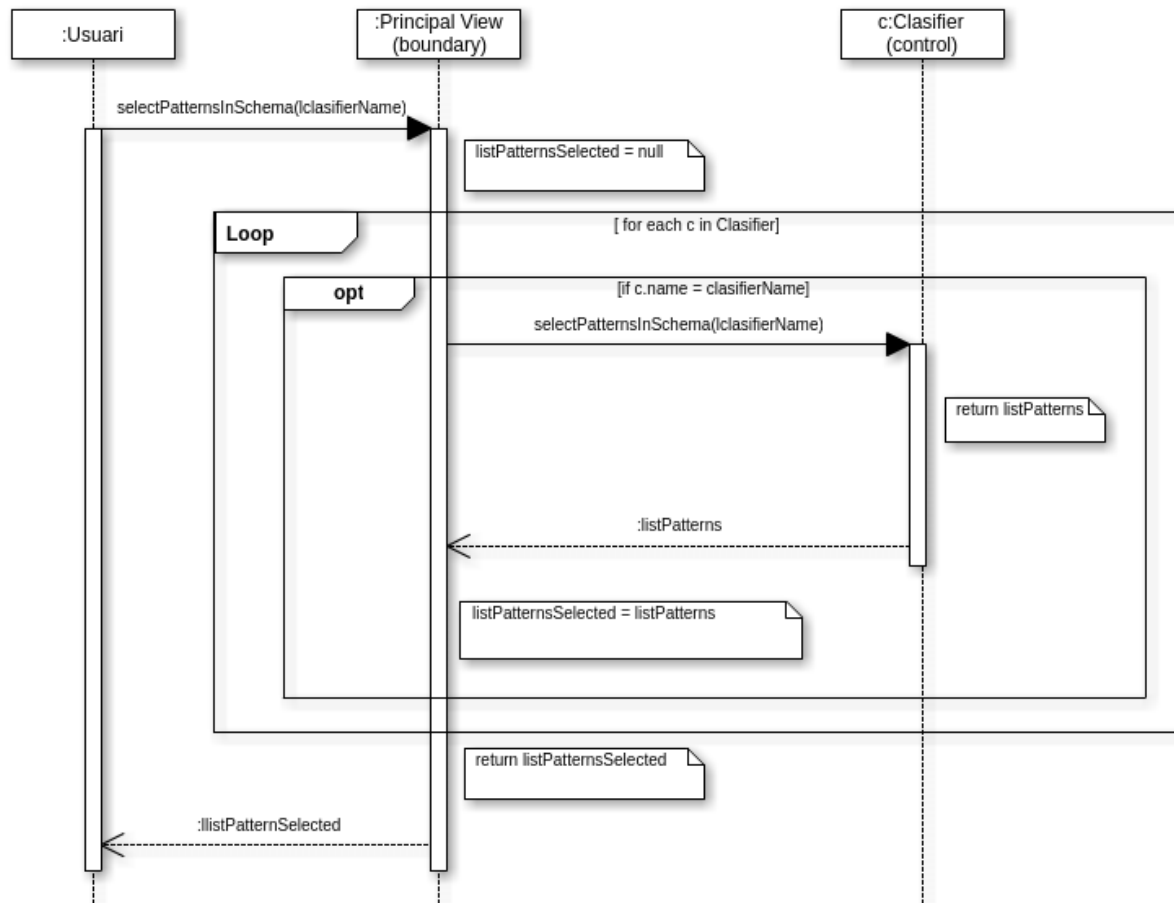 :Usuari
:Principal View
(boundary)
c:Clasifier
(control)
selectPatternsInSchema(lclasifierName)
listPatternsSelected = null
Loop
[ for each c in Clasifier]
opt
[if c.name = clasifierName]
selectPatternsInSchema(lclasifierName)
return listPatterns
:listPatterns
listPatternsSelected = listPatterns
return listPatternsSelected
:llistPatternSelected